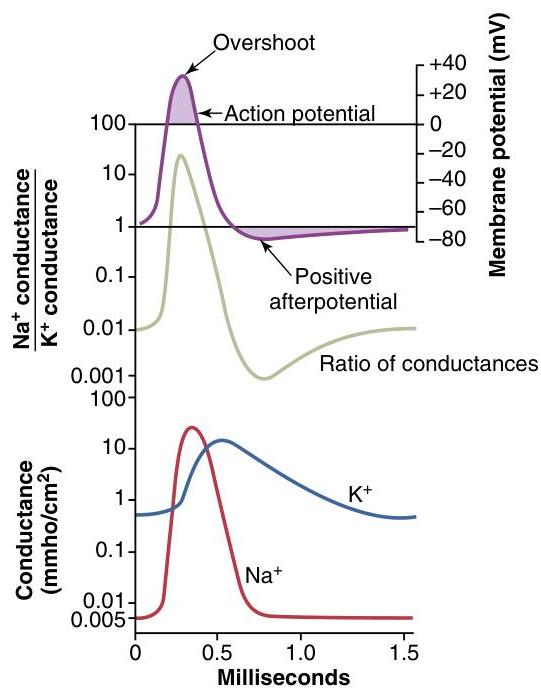 Overshoot
Action potential
+40
+20
0
–20
–40
–60
–80
Membrane potential (mV)
100
10
1
0.1
0.01
0.001
Na+ conductance
K+ conductance
Positive
afterpotential
Ratio of conductances
100
10
1
0.1
0.01
0.005
Conductance
(mmho/cm2)
K+
Na+
0
0.5
1.0
1.5
Milliseconds